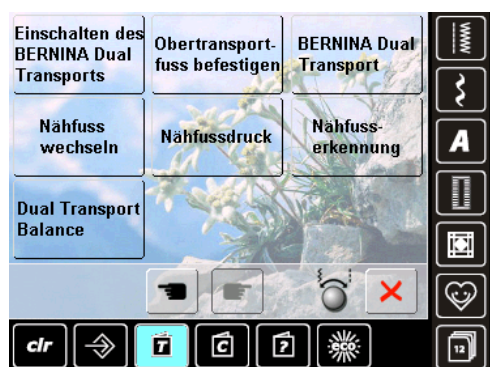 Einschalten des
BERNINA Dual
Transports
Obertransport-
fuss befestigen
BERNINA Dual
Transport
Nähfuss
wechseln
Nähfussdruck
Nähfuss-
erkennung
Dual Transport
Balance
A
clr
T
C
?
eco
12